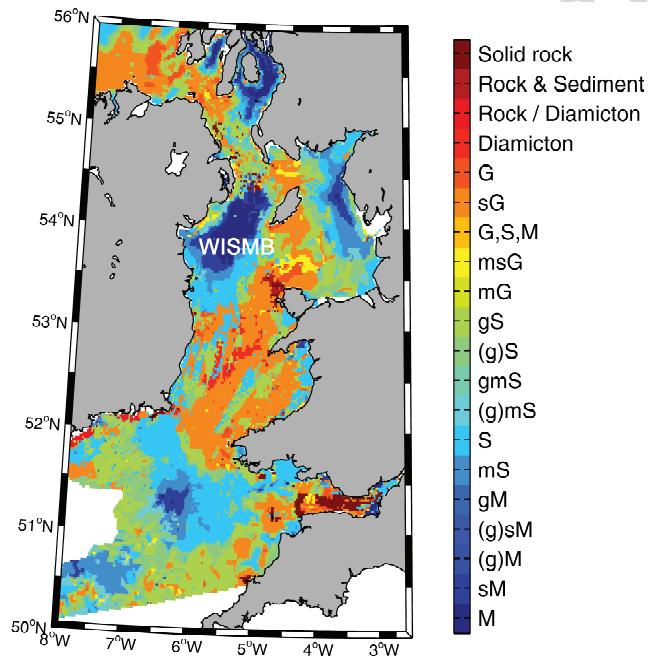 56°N
55°N
54°N
53°N
52°N
51°N
50°N
8°W 7°W 6°W 5°W 4°W 3°W
WISMB
Solid rock
Rock & Sediment
Rock / Diamicton
Diamicton
G
sG
G,S,M
msG
mG
gS
(g)S
gmS
(g)mS
S
mS
gM
(g)sM
(g)M
sM
M